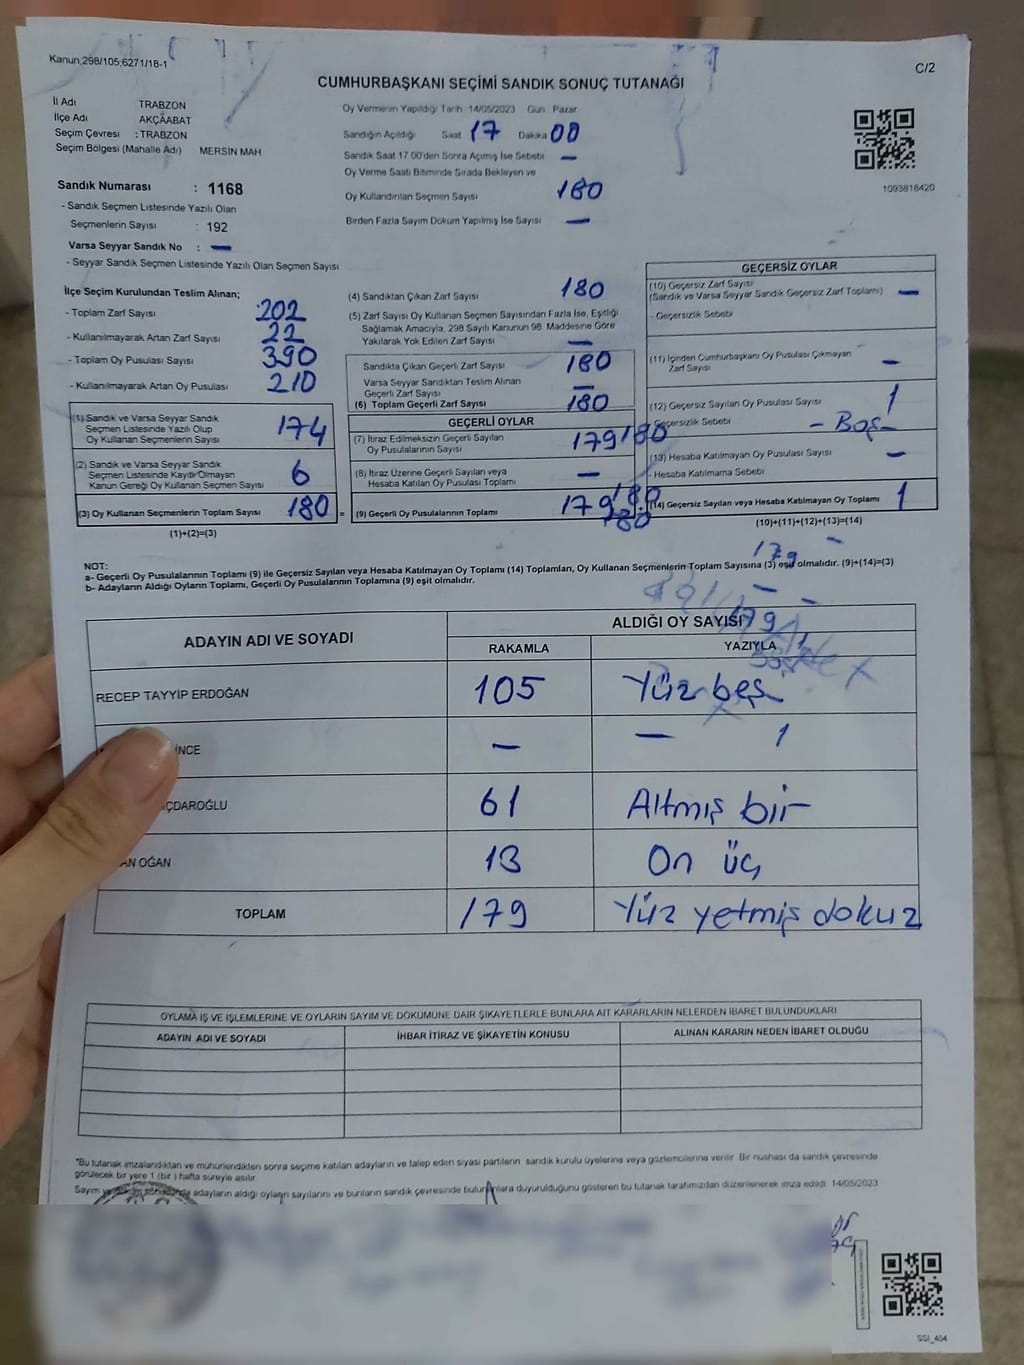 Kanun;298/105;6271/18-1
C/2
CUMHURBAŞKANI SEÇİMİ SANDIK SONUÇ TUTANAĞI
İl Adı TRABZON
İlçe Adı AKÇAABAT
Seçim Çevresi : TRABZON
Seçim Bölgesi (Mahalle Adı) MERSİN MAH.
Sandık Numarası : 1168
- Sandık Seçmen Listesinde Yazılı Olan
Seçmenlerin Sayısı : 192
Varsa Seyyar Sandık No : —
- Seyyar Sandık Seçmen Listesinde Yazılı Olan Seçmen Sayısı
Oy Vermenin Yapıldığı Tarih 14/05/2023 Gün Pazar
Sandığın Açıldığı Saat 17 Dakika 00
Sandık Saat 17:00'den Sonra Açılmış İse Sebebi —
Oy Verme Saati Bitiminde Sırada Bekleyen ve
Oy Kullandırılan Seçmen Sayısı 180
Birden Fazla Sayım Döküm Yapılmış İse Sayısı —
1093816420
İlçe Seçim Kurulundan Teslim Alınan;
- Toplam Zarf Sayısı 202
- Kullanılmayarak Artan Zarf Sayısı 22
- Toplam Oy Pusulası Sayısı 390
- Kullanılmayarak Artan Oy Pusulası 210
(1) Sandık ve Varsa Seyyar Sandık
Seçmen Listesinde Yazılı Olup
Oy Kullanan Seçmenlerin Sayısı 174
(2) Sandık ve Varsa Seyyar Sandık
Seçmen Listesinde Kayıtlı Olmayan
Kanun Gereği Oy Kullanan Seçmen Sayısı 6
(3) Oy Kullanan Seçmenlerin Toplam Sayısı 180 =
(1)+(2)=(3)
(4) Sandıktan Çıkan Zarf Sayısı 180
(5) Zarf Sayısı Oy Kullanan Seçmen Sayısından Fazla İse, Eşitliği
Sağlamak Amacıyla, 298 Sayılı Kanunun 98. Maddesine Göre
Yakılarak Yok Edilen Zarf Sayısı —
Sandıkta Çıkan Geçerli Zarf Sayısı 180
Varsa Seyyar Sandıktan Teslim Alınan
Geçerli Zarf Sayısı —
(6) Toplam Geçerli Zarf Sayısı 180
GEÇERLİ OYLAR
(7) İtiraz Edilmeksizin Geçerli Sayılan
Oy Pusulasının Sayısı 179 180
(8) İtiraz Üzerine Geçerli Sayılan veya
Hesaba Katılan Oy Pusulası Toplamı —
(9) Geçerli Oy Pusulalarının Toplamı 179 180
180
GEÇERSİZ OYLAR
(10) Geçersiz Zarf Sayısı
(Sandık ve Varsa Seyyar Sandık Geçersiz Zarf Toplamı) —
- Geçersizlik Sebebi
(11) İçinden Cumhurbaşkanı Oy Pusulası Çıkmayan
Zarf Sayısı —
(12) Geçersiz Sayılan Oy Pusulası Sayısı 1
Geçersizlik Sebebi - Boş -
(13) Hesaba Katılmayan Oy Pusulası Sayısı —
- Hesaba Katılmama Sebebi
(14) Geçersiz Sayılan veya Hesaba Katılmayan Oy Toplamı 1
(10)+(11)+(12)+(13)=(14)
179 —
NOT:
a- Geçerli Oy Pusulalarının Toplamı (9) ile Geçersiz Sayılan veya Hesaba Katılmayan Oy Toplamı (14) Toplamları, Oy Kullanan Seçmenlerin Toplam Sayısına (3) eşit olmalıdır. (9)+(14)=(3)
b- Adayların Aldığı Oyların Toplamı, Geçerli Oy Pusulalarının Toplamına (9) eşit olmalıdır.
ADAYIN ADI VE SOYADI
ALDIĞI OY SAYISI 179
RAKAMLA YAZIYLA
RECEP TAYYİP ERDOĞAN 105 Yüz beş
İNCE — — 1
ÇDAROĞLU 61 Altmış bir
AN OĞAN 13 On üç
TOPLAM 179 Yüz yetmiş dokuz
OYLAMA İŞ VE İŞLEMLERİNE VE OYLARIN SAYIM VE DÖKÜMÜNE DAİR ŞİKAYETLERLE BUNLARA AİT KARARLARIN NELERDEN İBARET BULUNDUKLARI
ADAYIN ADI VE SOYADI İHBAR İTİRAZ VE ŞİKAYETİN KONUSU ALINAN KARARIN NEDEN İBARET OLDUĞU
*Bu tutanak imzalandıktan ve mühürlendikten sonra seçime katılan adayların ve talep eden siyasi partilerin sandık kurulu üyelerine veya gözlemcilerine verilir. Bir nüshası da sandık çevresinde
görülecek bir yere 1 (bir) hafta süreyle asılır.
Sayım ve döküm sonucunda adayların aldığı oyların sayılarını ve bunların sandık çevresinde bulunanlara duyurulduğunu gösteren bu tutanak tarafımızdan düzenlenerek imza edildi. 14/05/2023
SSI_404